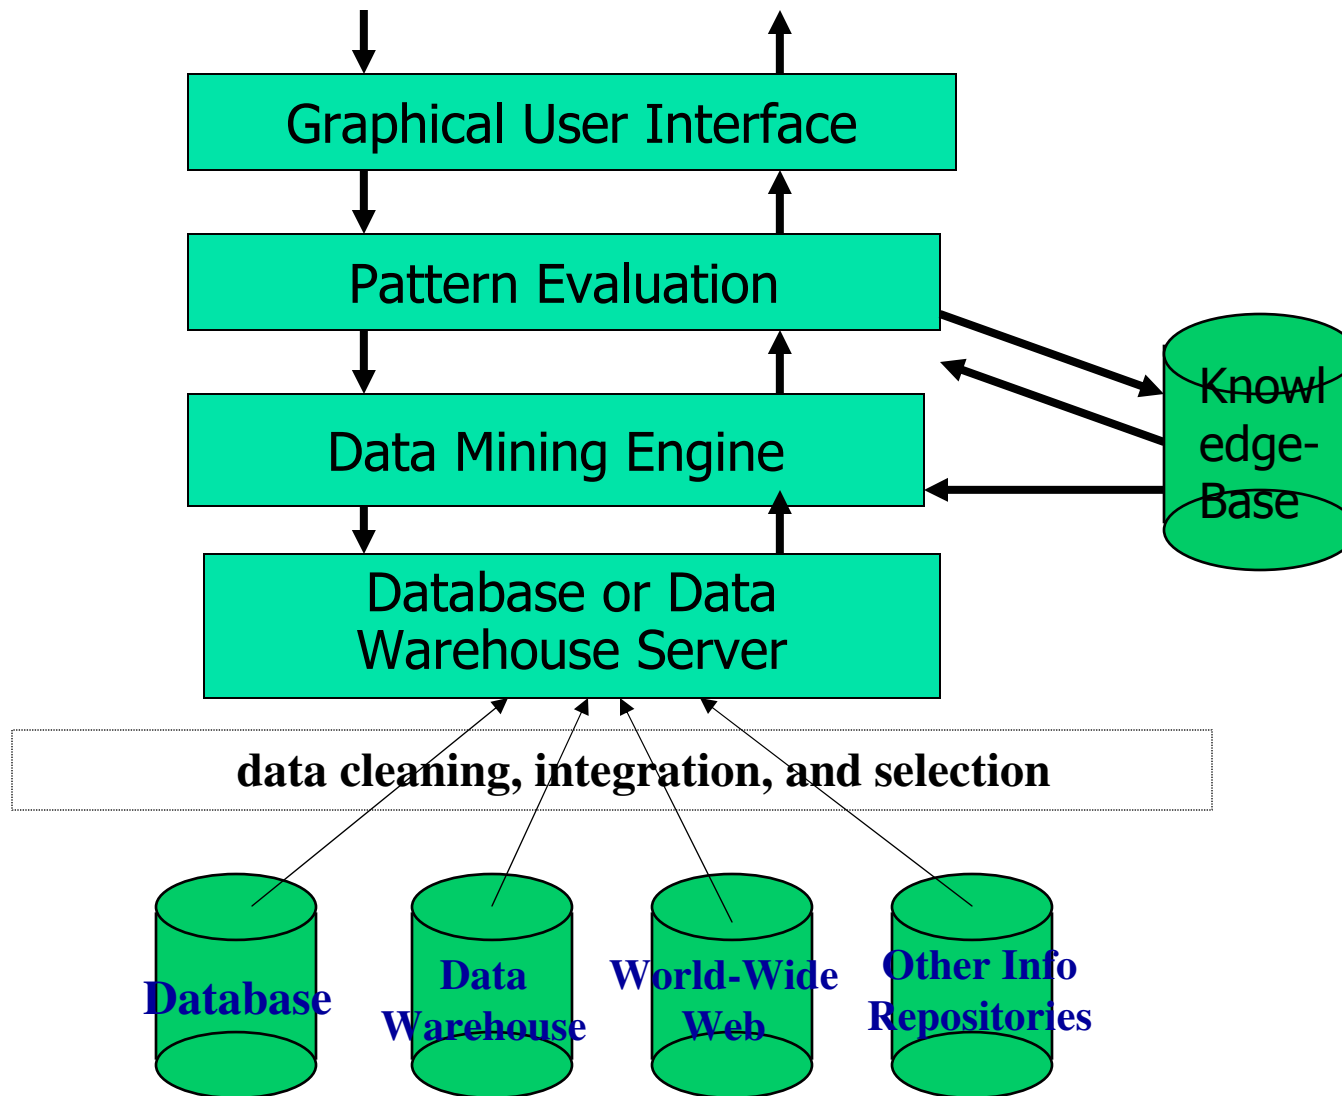 Graphical User Interface
Pattern Evaluation
Knowl
edge-
Base
Data Mining Engine
Database or Data
Warehouse Server
data cleaning, integration, and selection
Database
Data
Warehouse
World-Wide
Web
Other Info
Repositories